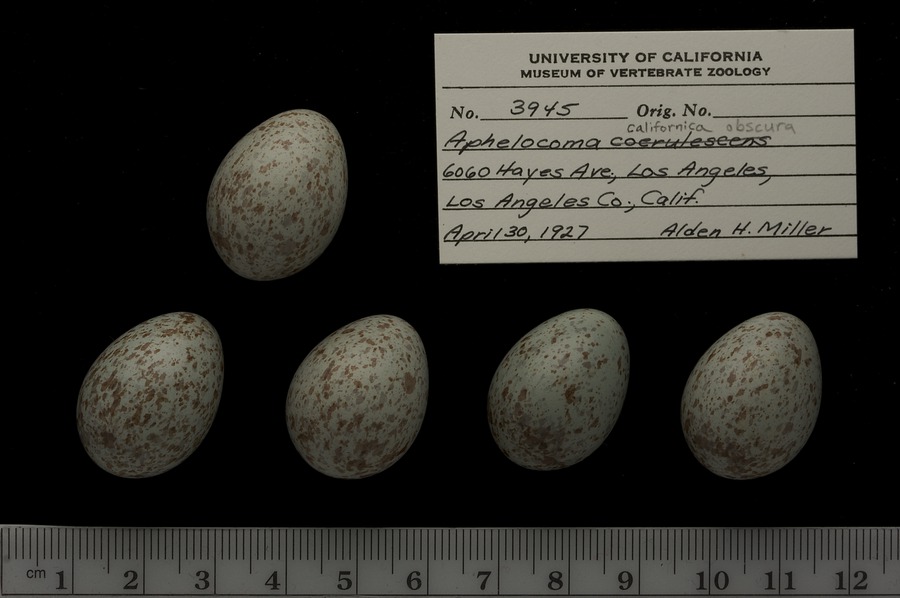 UNIVERSITY OF CALIFORNIA
MUSEUM OF VERTEBRATE ZOOLOGY
No. 3945 Orig. No.
californica obscura
Aphelocoma coerulescens
6060 Hayes Ave., Los Angeles,
Los Angeles Co., Calif.
April 30, 1927 Alden H. Miller
cm 1 2 3 4 5 6 7 8 9 10 11 12